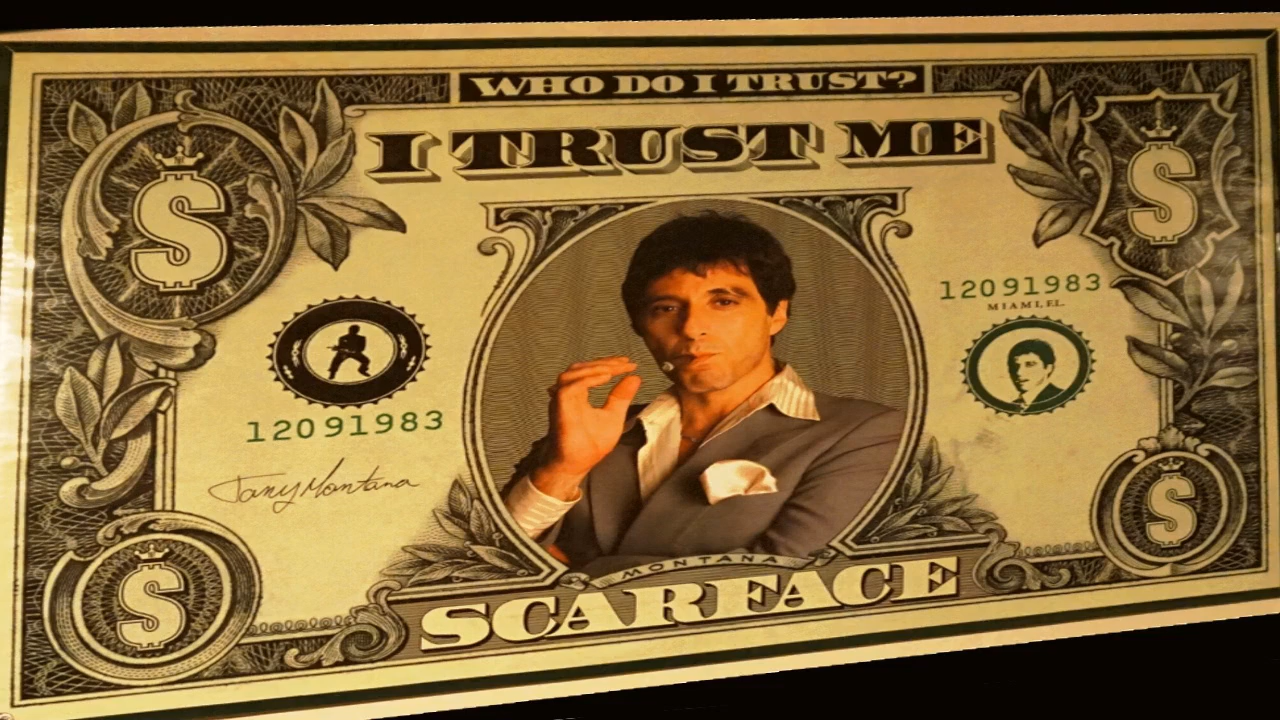 WHO DO I TRUST?
I TRUST ME
$
$
12091983
MIAMI, FL.
12091983
Tony Montana
MONTANA
SCARFACE
$
$